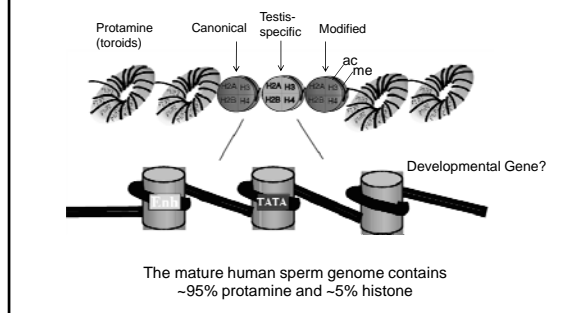 Protamine
(toroids)
Canonical
Testis-
specific
Modified
ac
me
H2A H3
H2B H4
H2A H3
H2B H4
H2A H3
H2B H4
Developmental Gene?
Enh
TATA
The mature human sperm genome contains
~95% protamine and ~5% histone